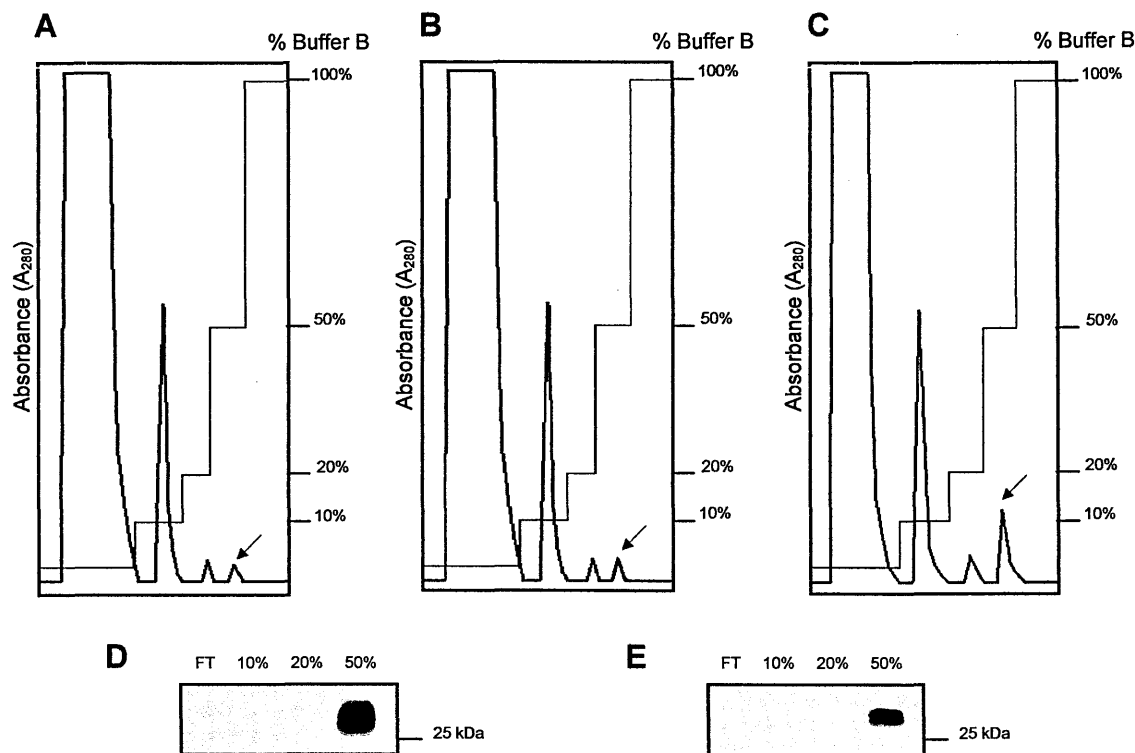 A
% Buffer B
100%
50%
20%
10%
Absorbance (A280)
B
% Buffer B
100%
50%
20%
10%
Absorbance (A280)
C
% Buffer B
100%
50%
20%
10%
Absorbance (A280)
D
FT 10% 20% 50%
25 kDa
E
FT 10% 20% 50%
25 kDa